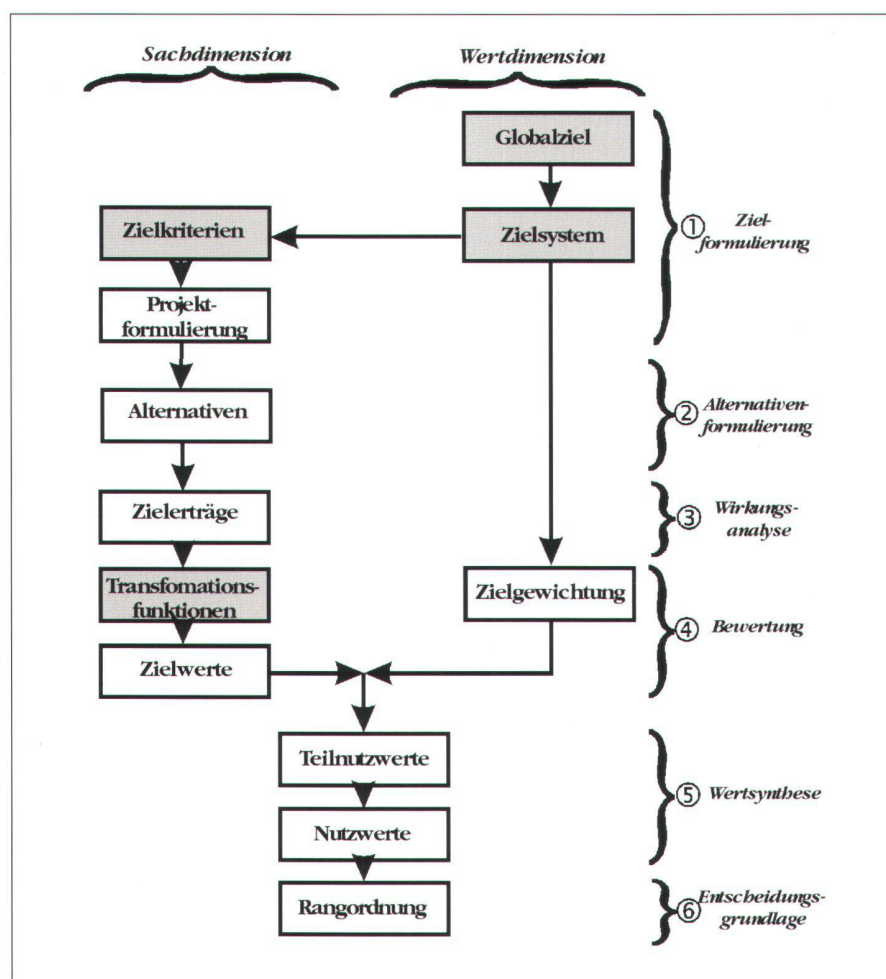 Sachdimension
Wertdimension
Globalziel
Zielkriterien
Zielsystem
① Ziel-
formulierung
Projekt-
formulierung
Alternativen
② Alternativen-
formulierung
Zielerträge
③ Wirkungs-
analyse
Transfomations-
funktionen
Zielgewichtung
④ Bewertung
Zielwerte
Teilnutzwerte
⑤ Wertsynthese
Nutzwerte
Rangordnung
⑥ Entscheidungs-
grundlage